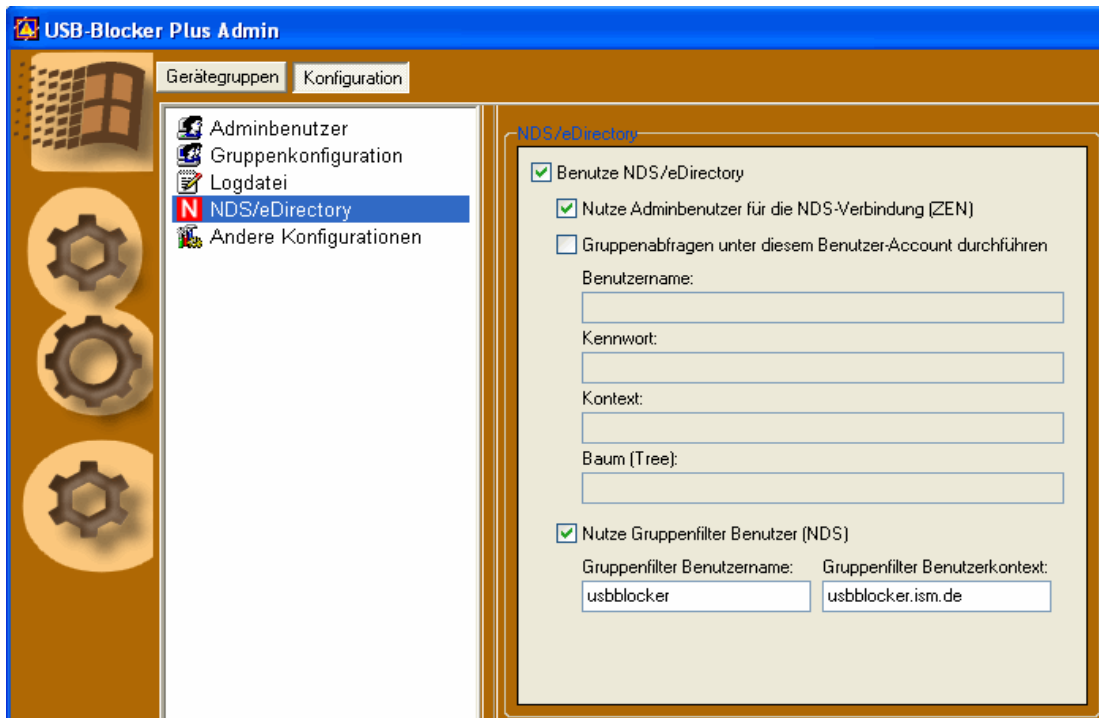 USB-Blocker Plus Admin
Gerätegruppen
Konfiguration
Adminbenutzer
Gruppenkonfiguration
Logdatei
N NDS/eDirectory
Andere Konfigurationen
NDS/eDirectory
Benutze NDS/eDirectory
Nutze Adminbenutzer für die NDS-Verbindung (ZEN)
Gruppenabfragen unter diesem Benutzer-Account durchführen
Benutzername:
Kennwort:
Kontext:
Baum (Tree):
Nutze Gruppenfilter Benutzer (NDS)
Gruppenfilter Benutzername: Gruppenfilter Benutzerkontext:
usbblocker usbblocker.ism.de